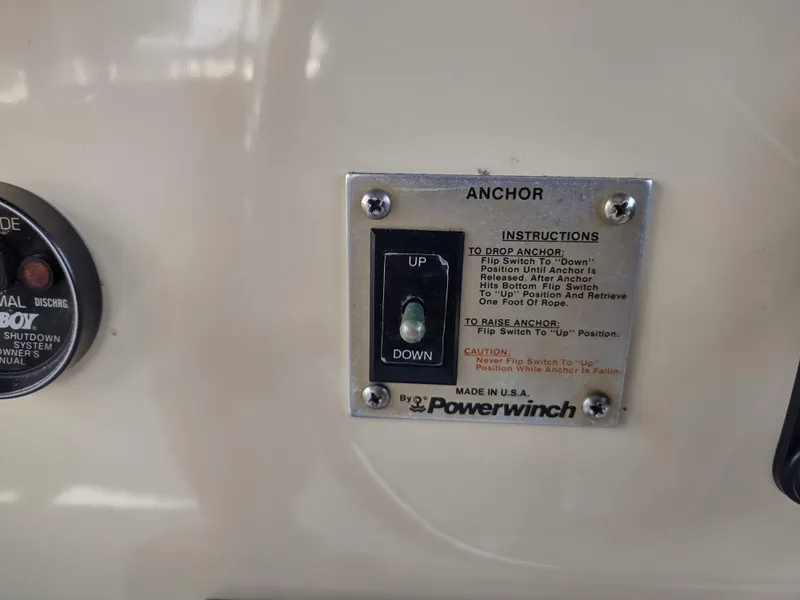 DE
MAL DISCHRG.
BOY
SHUTDOWN
SYSTEM
OWNER'S
NUAL
ANCHOR
UP
DOWN
INSTRUCTIONS
TO DROP ANCHOR:
Flip Switch To "Down"
Position Until Anchor Is
Released. After Anchor
Hits Bottom Flip Switch
To "Up" Position And Retrieve
One Foot Of Rope.
TO RAISE ANCHOR:
Flip Switch To "Up" Position.
CAUTION:
Never Flip Switch To "Up"
Position While Anchor Is Fallin
MADE IN U.S.A.
By Powerwinch